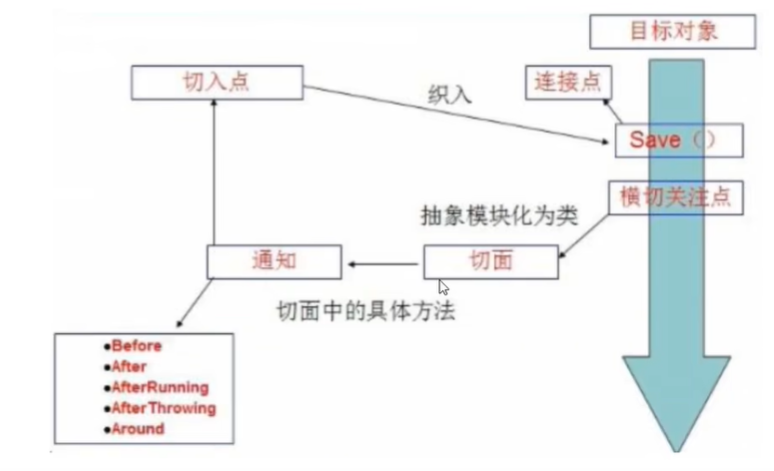 目标对象
切入点
连接点
织入
Save（）
横切关注点
抽象模块化为类
通知
切面
切面中的具体方法
●Before
●After
●AfterRunning
●AfterThrowing
●Around